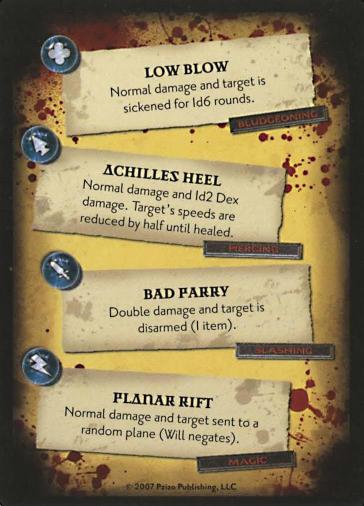 LOW BLOW
Normal damage and target is
sickened for 1d6 rounds.
BLUDGEONING
ACHILLES HEEL
Normal damage and 1d2 Dex
damage. Target's speeds are
reduced by half until healed.
PIERCING
BAD PARRY
Double damage and target is
disarmed (1 item).
SLASHING
PLANAR RIFT
Normal damage and target sent to a
random plane (Will negates).
MAGIC
© 2007 Paizo Publishing, LLC